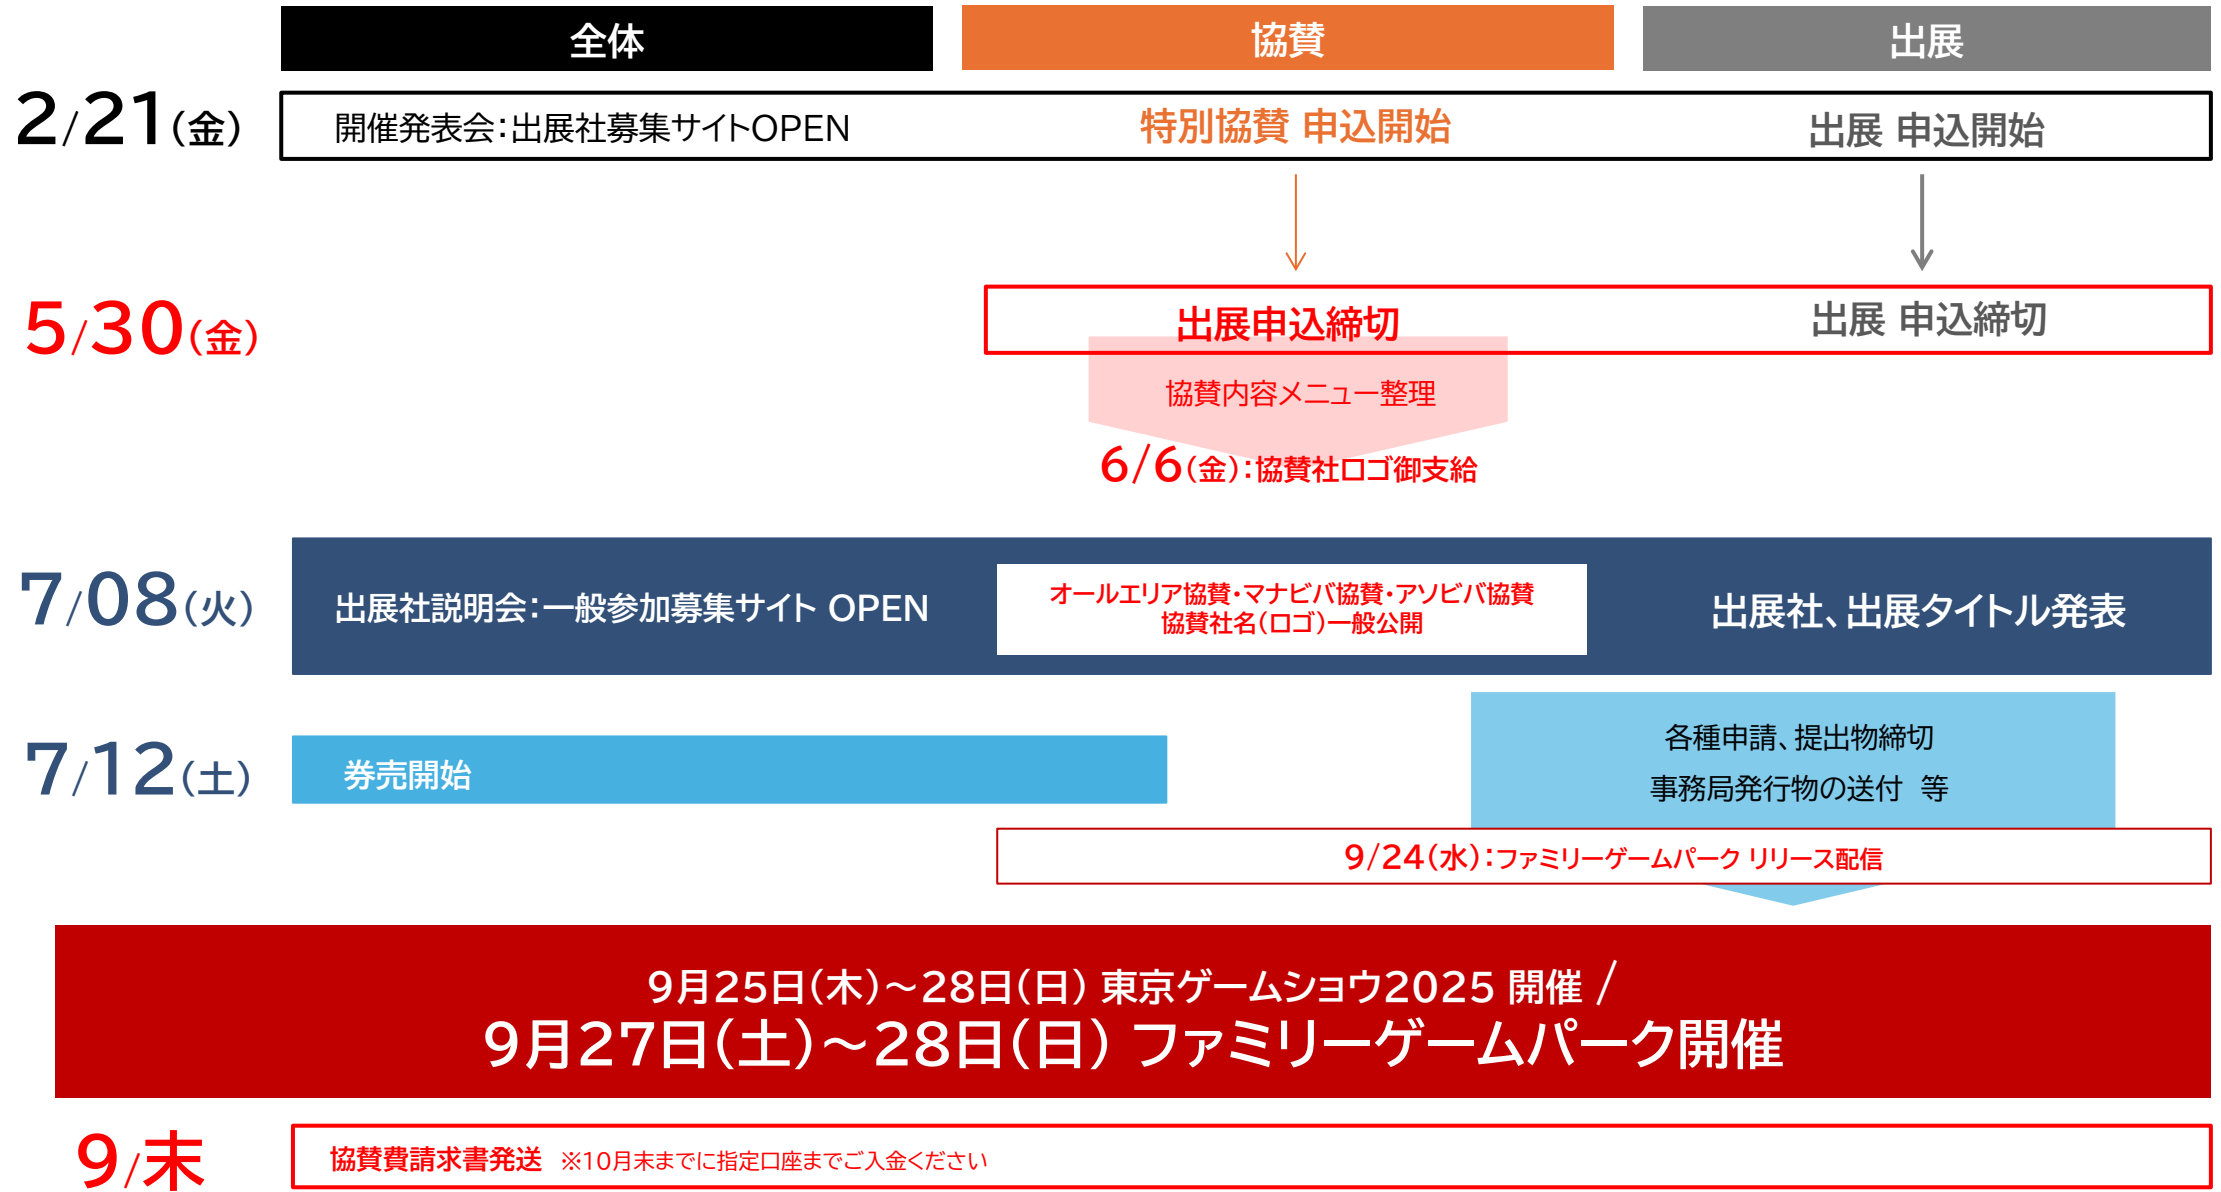 全体
協賛
出展
2/21(金)
開催発表会:出展社募集サイトOPEN
特別協賛 申込開始
出展 申込開始
5/30(金)
出展申込締切
出展 申込締切
協賛内容メニュー整理
6/6(金):協賛社ロゴ御支給
7/08(火)
出展社説明会:一般参加募集サイト OPEN
オールエリア協賛・マナビバ協賛・アソビバ協賛
協賛社名(ロゴ)一般公開
出展社、出展タイトル発表
7/12(土)
券売開始
各種申請、提出物締切
事務局発行物の送付 等
9/24(水):ファミリーゲームパーク リリース配信
9月25日(木)～28日(日) 東京ゲームショウ2025 開催 /
9月27日(土)～28日(日) ファミリーゲームパーク開催
9/末
協賛費請求書発送 ※10月末までに指定口座までご入金ください